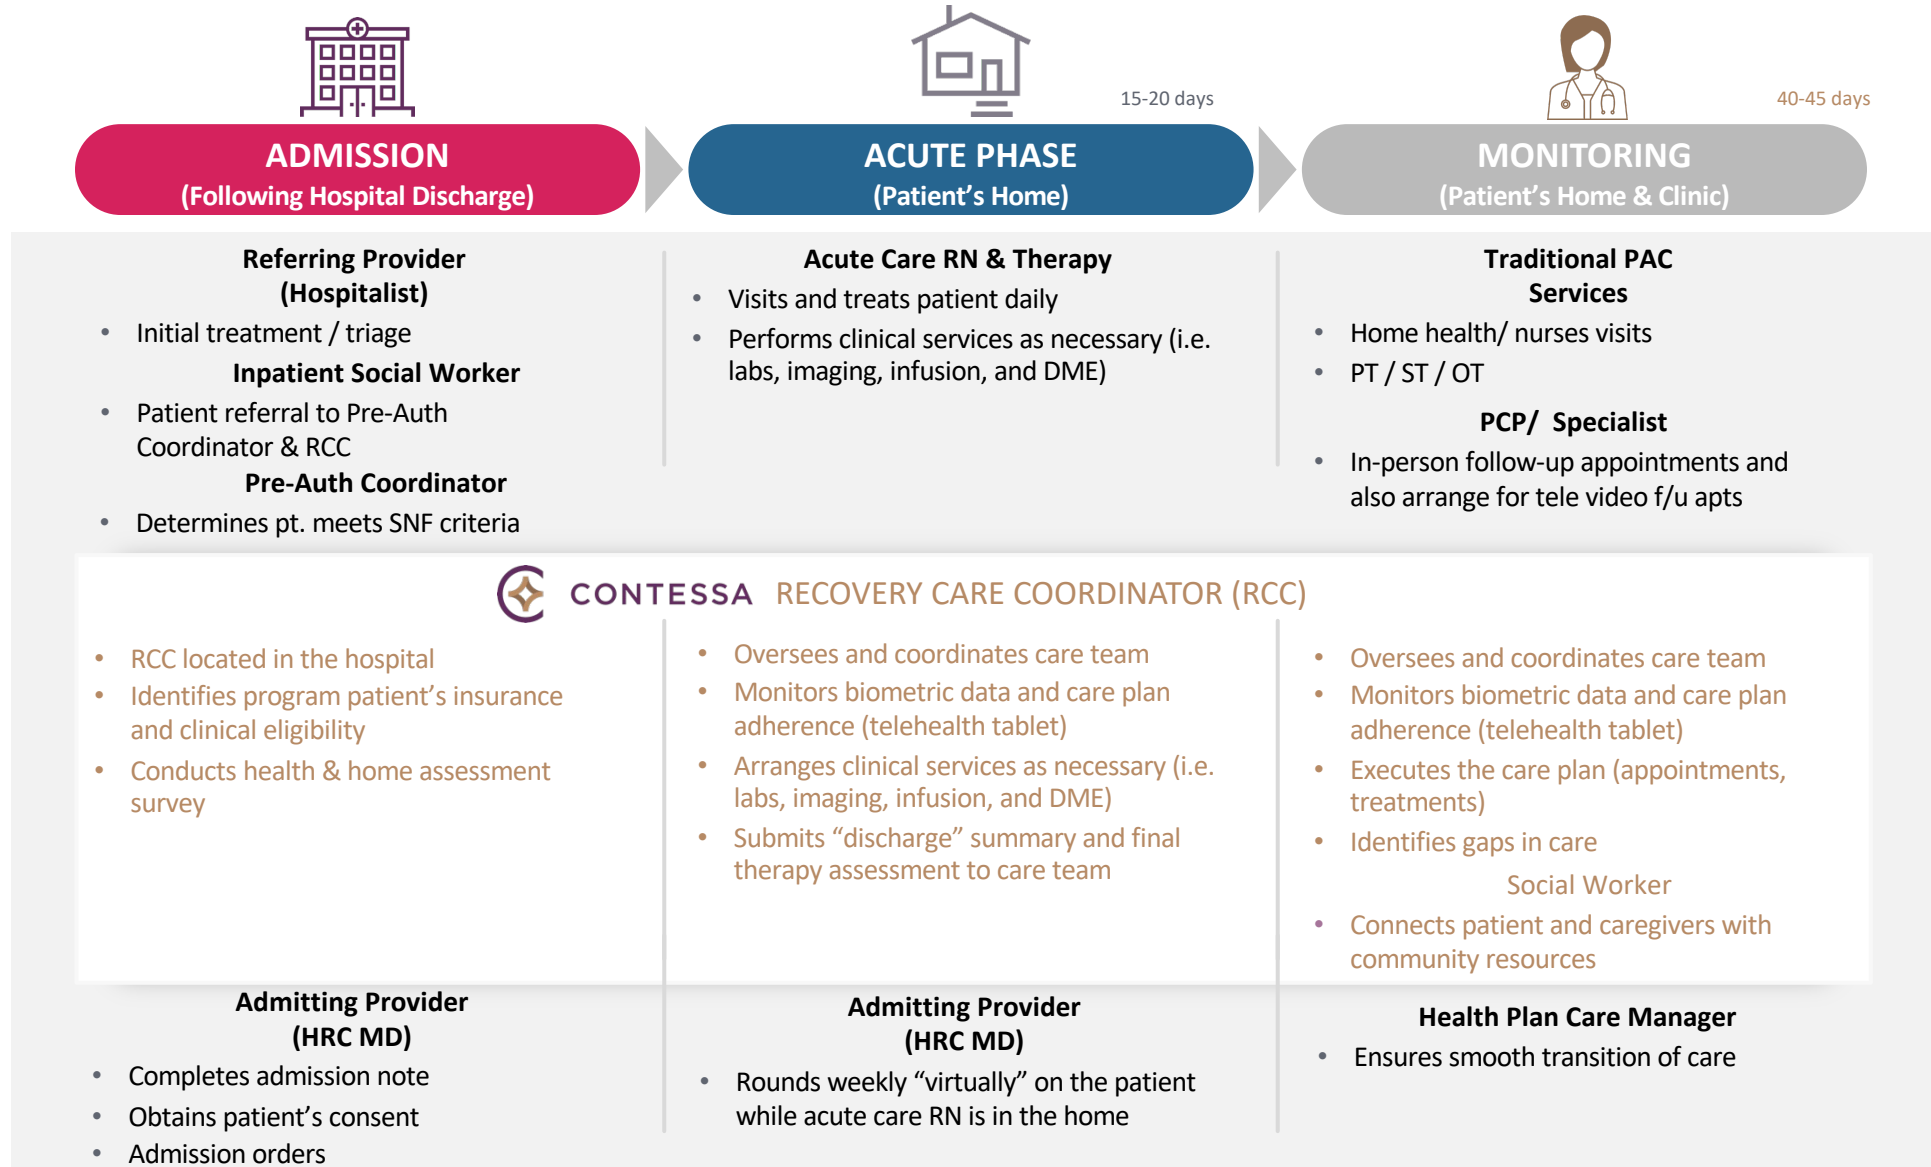 15-20 days
40-45 days
ADMISSION
(Following Hospital Discharge)
ACUTE PHASE
(Patient’s Home)
MONITORING
(Patient’s Home & Clinic)
Referring Provider
(Hospitalist)
• Initial treatment / triage
Inpatient Social Worker
• Patient referral to Pre-Auth
Coordinator & RCC
Pre-Auth Coordinator
• Determines pt. meets SNF criteria
Acute Care RN & Therapy
• Visits and treats patient daily
• Performs clinical services as necessary (i.e.
labs, imaging, infusion, and DME)
Traditional PAC
Services
• Home health/ nurses visits
• PT / ST / OT
PCP/ Specialist
• In-person follow-up appointments and
also arrange for tele video f/u apts
CONTESSA RECOVERY CARE COORDINATOR (RCC)
• RCC located in the hospital
• Identifies program patient’s insurance
and clinical eligibility
• Conducts health & home assessment
survey
• Oversees and coordinates care team
• Monitors biometric data and care plan
adherence (telehealth tablet)
• Arranges clinical services as necessary (i.e.
labs, imaging, infusion, and DME)
• Submits “discharge” summary and final
therapy assessment to care team
• Oversees and coordinates care team
• Monitors biometric data and care plan
adherence (telehealth tablet)
• Executes the care plan (appointments,
treatments)
• Identifies gaps in care
Social Worker
• Connects patient and caregivers with
community resources
Admitting Provider
(HRC MD)
• Completes admission note
• Obtains patient’s consent
• Admission orders
Admitting Provider
(HRC MD)
• Rounds weekly “virtually” on the patient
while acute care RN is in the home
Health Plan Care Manager
• Ensures smooth transition of care